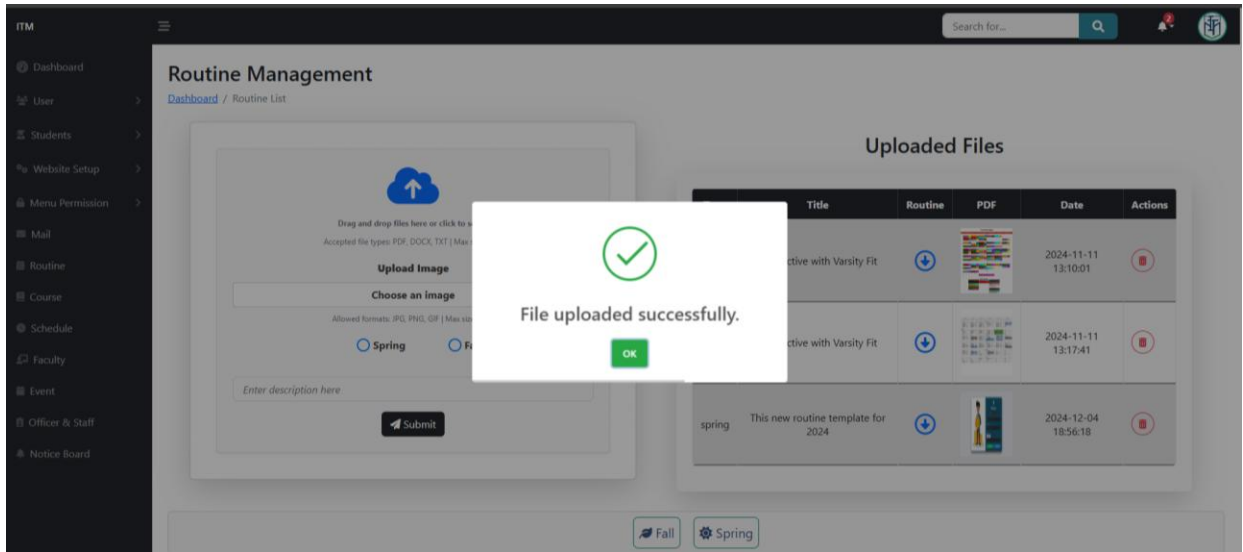 ITM
Search for...
2
Dashboard
User
Students
Website Setup
Menu Permission
Mail
Routine
Course
Schedule
Faculty
Event
Officer & Staff
Notice Board
Routine Management
Dashboard / Routine List
Drag and drop files here or click to
Accepted file types: PDF, DOCX, TXT | Max
Upload Image
Choose an image
Allowed formats: JPG, PNG, GIF | Max
Spring
Enter description here
Submit
File uploaded successfully.
OK
Uploaded Files
Title Routine PDF Date Actions
with Varsity Fit 2024-11-11
13:10:01
with Varsity Fit 2024-11-11
13:17:41
spring This new routine template for 2024-12-04
2024 18:56:18
Fall Spring